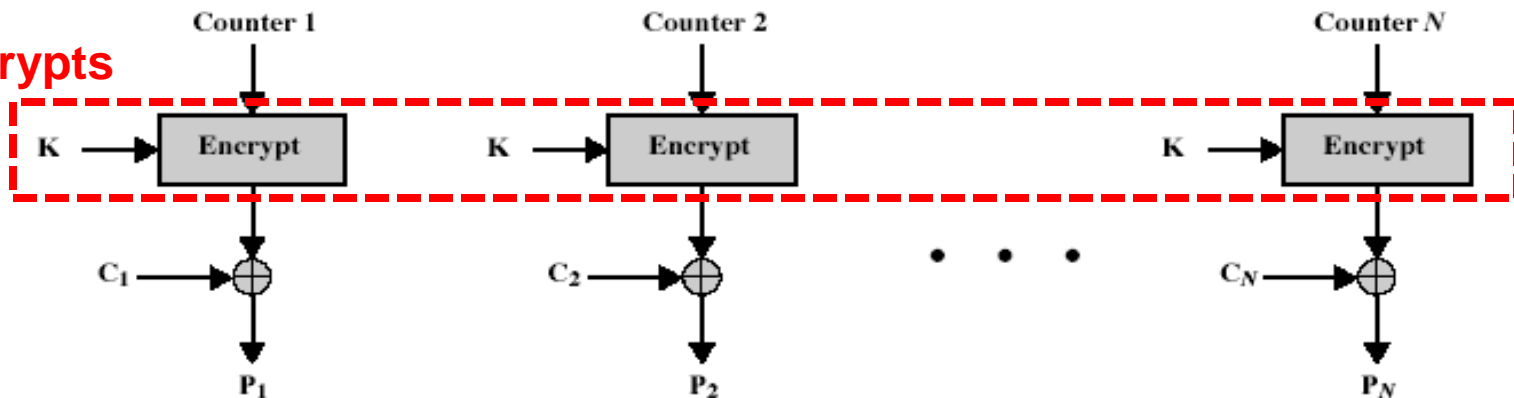 Counter 1 Counter 2 Counter N
rypts
K Encrypt K Encrypt K Encrypt
C1 C2 CN
P1 P2 PN